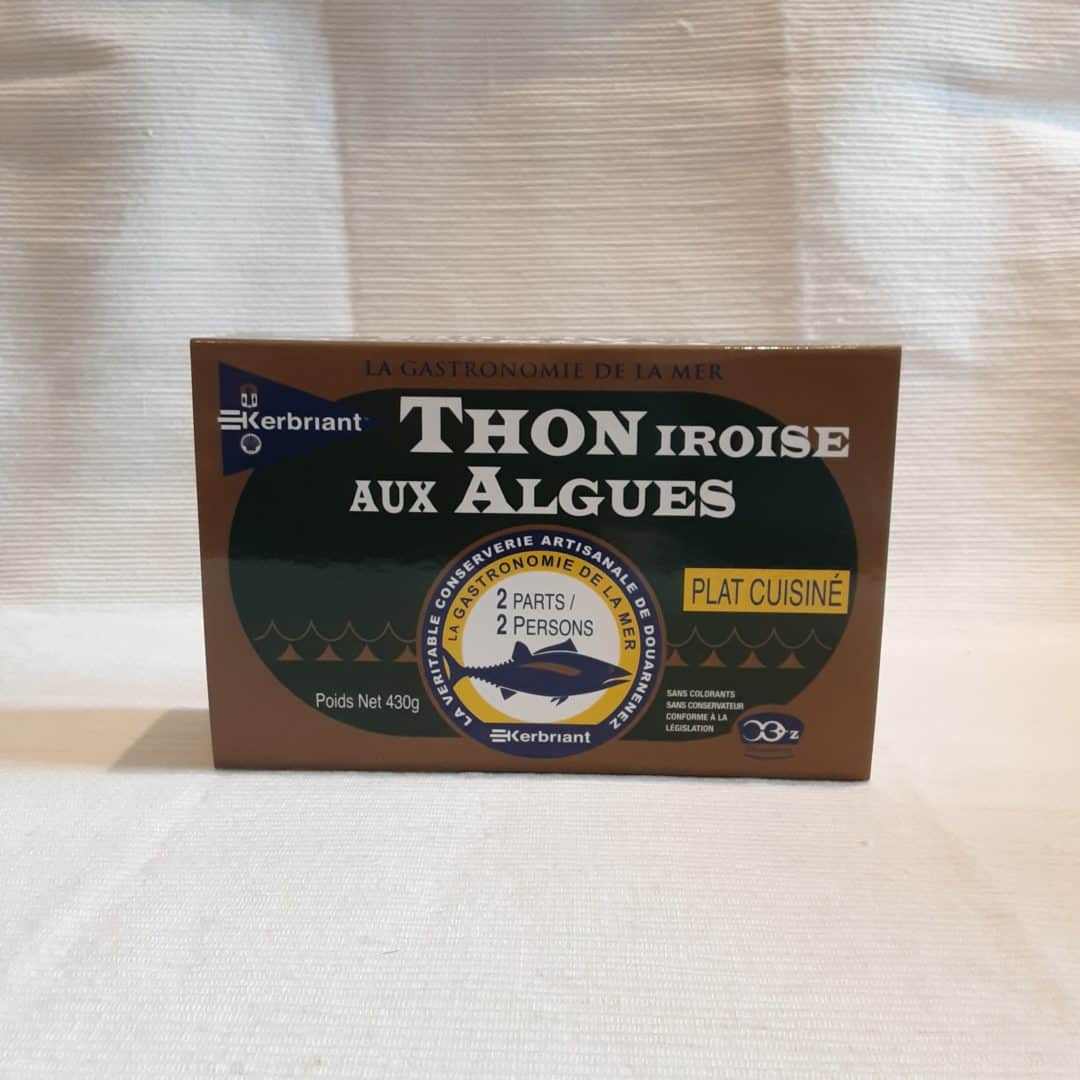 LA GASTRONOMIE DE LA MER
Kerbriant
THON IROISE
AUX ALGUES
LA VERITABLE CONSERVERIE ARTISANALE DE DOUARNENEZ
LA GASTRONOMIE DE LA MER
2 PARTS /
2 PERSONS
PLAT CUISINÉ
Poids Net 430g
SANS COLORANTS
SANS CONSERVATEUR
CONFORME À LA
LÉGISLATION
Kerbriant